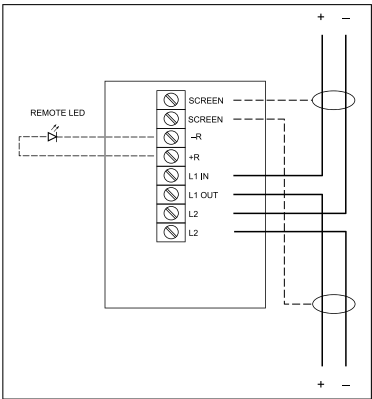 + –
SCREEN
SCREEN
REMOTE LED
–R
+R
L1 IN
L1 OUT
L2
L2
+ –